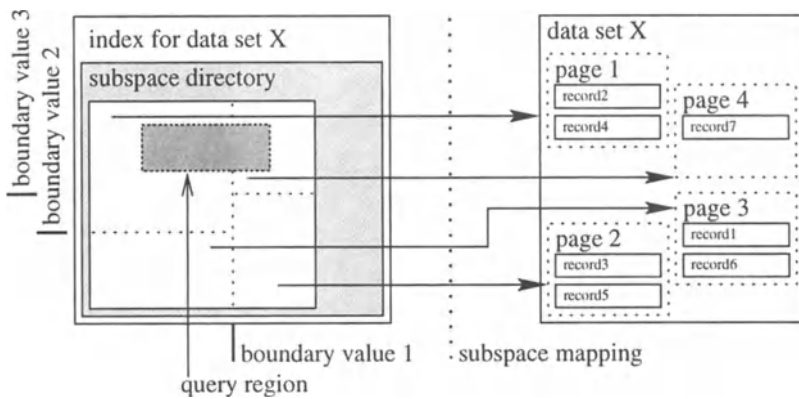 boundary value 3
boundary value 2
index for data set X
subspace directory
data set X
page 1
record2
record4
page 4
record7
page 3
record1
record6
page 2
record3
record5
boundary value 1
subspace mapping
query region